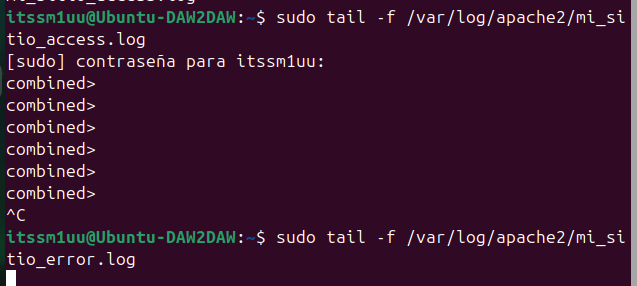 itssm1uu@Ubuntu-DAW2DAW:~$ sudo tail -f /var/log/apache2/mi_si
tio_access.log
[sudo] contraseña para itssm1uu:
combined>
combined>
combined>
combined>
combined>
combined>
^C
itssm1uu@Ubuntu-DAW2DAW:~$ sudo tail -f /var/log/apache2/mi_si
tio_error.log